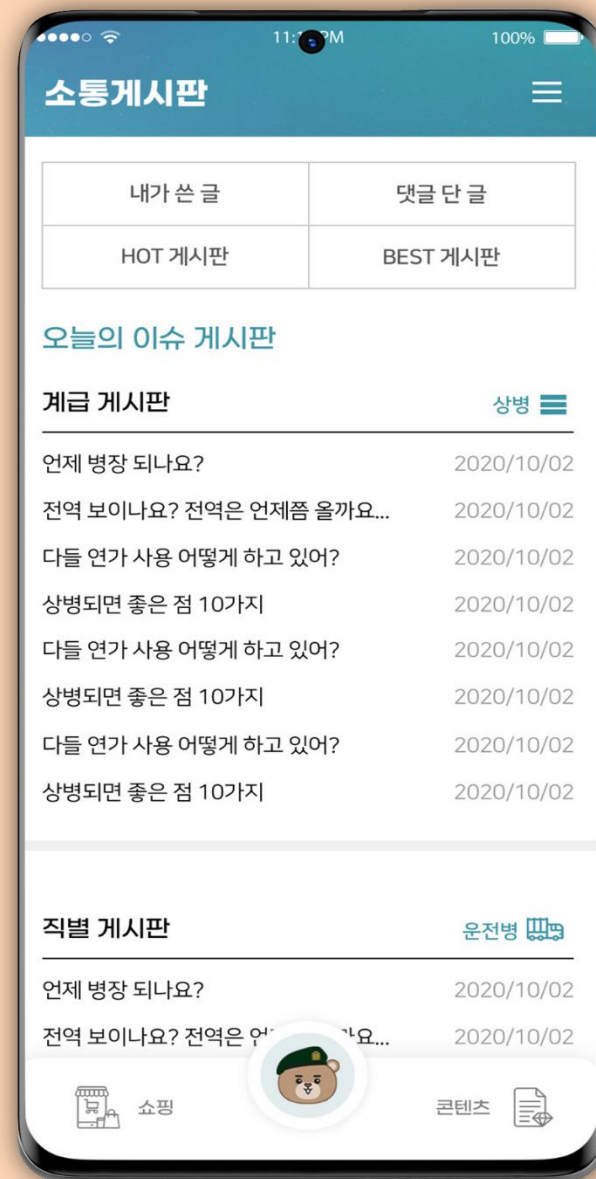 100%
소통게시판
내가 쓴 글 댓글 단 글
HOT 게시판 BEST 게시판
오늘의 이슈 게시판
계급 게시판 상병
언제 병장 되나요? 2020/10/02
전역 보이나요? 전역은 언제쯤 올까요... 2020/10/02
다들 연가 사용 어떻게 하고 있어? 2020/10/02
상병되면 좋은 점 10가지 2020/10/02
다들 연가 사용 어떻게 하고 있어? 2020/10/02
상병되면 좋은 점 10가지 2020/10/02
다들 연가 사용 어떻게 하고 있어? 2020/10/02
상병되면 좋은 점 10가지 2020/10/02
직별 게시판 운전병
언제 병장 되나요? 2020/10/02
전역 보이나요? 전역은 2020/10/02
쇼핑 콘텐츠